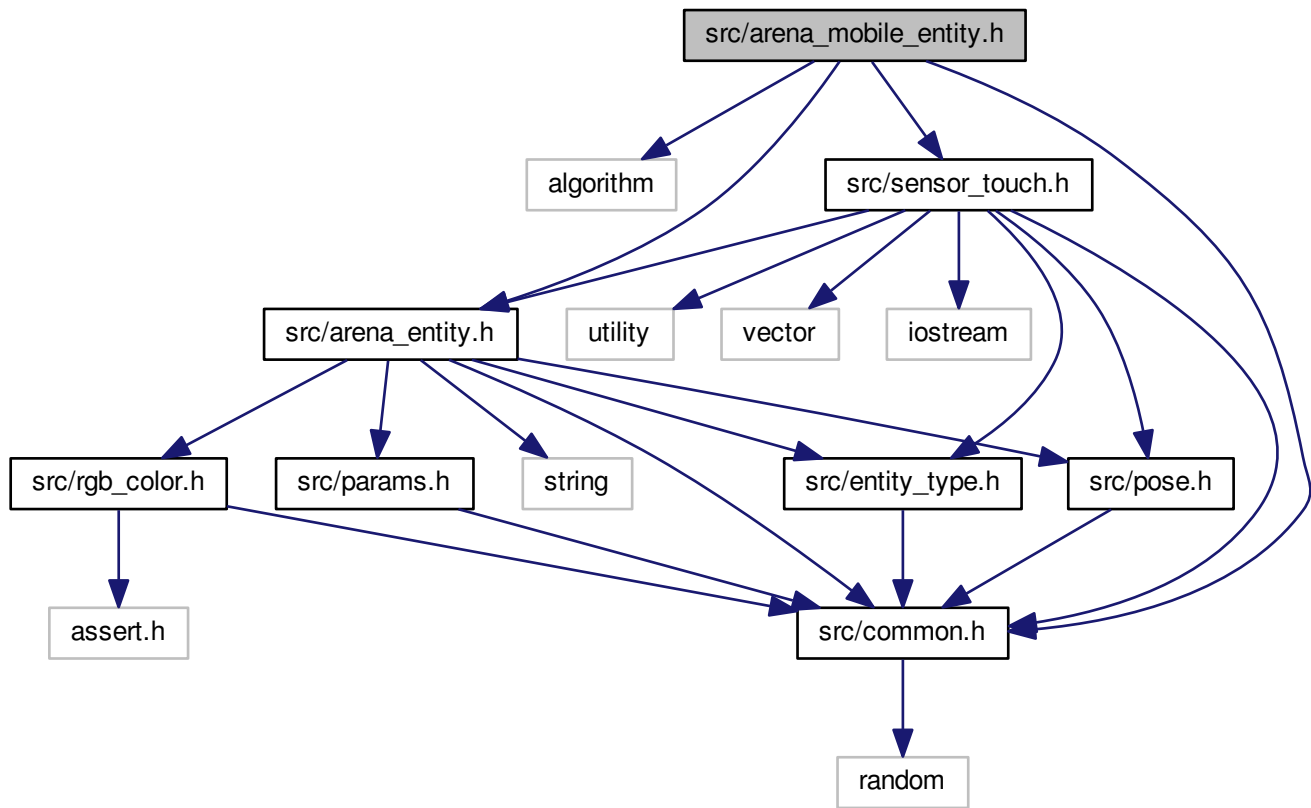 src/arena_mobile_entity.h
algorithm
src/sensor_touch.h
src/arena_entity.h
utility
vector
iostream
src/rgb_color.h
src/params.h
string
src/entity_type.h
src/pose.h
assert.h
src/common.h
random